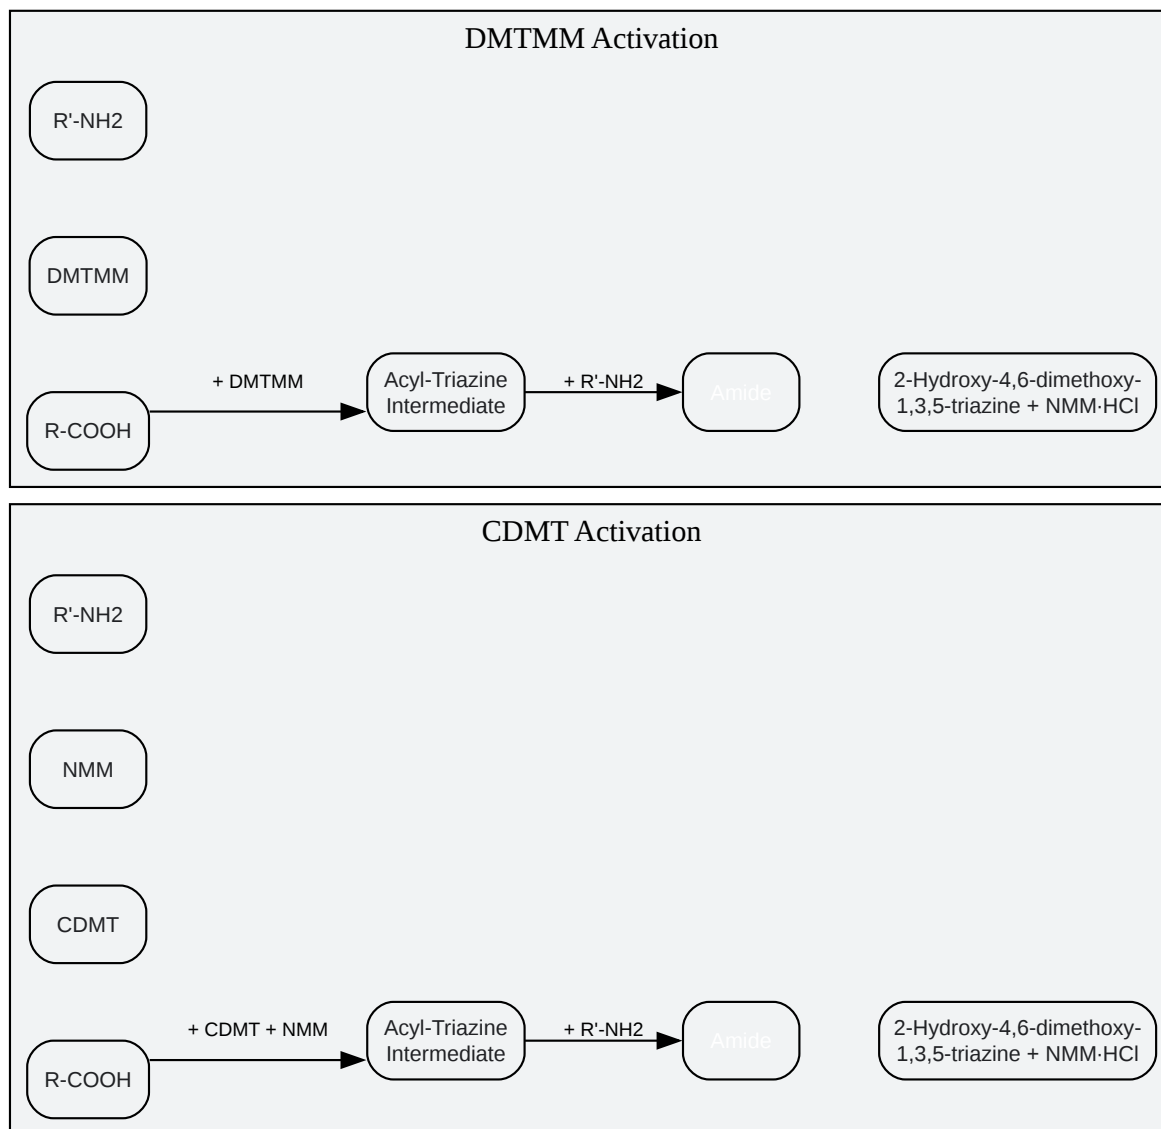 DMTMM Activation
R'-NH2
DMTMM
R-COOH
+ DMTMM
Acyl-Triazine
Intermediate
+ R'-NH2
Amide
2-Hydroxy-4,6-dimethoxy-
1,3,5-triazine + NMM·HCl
CDMT Activation
R'-NH2
NMM
CDMT
R-COOH
+ CDMT + NMM
Acyl-Triazine
Intermediate
+ R'-NH2
Amide
2-Hydroxy-4,6-dimethoxy-
1,3,5-triazine + NMM·HCl